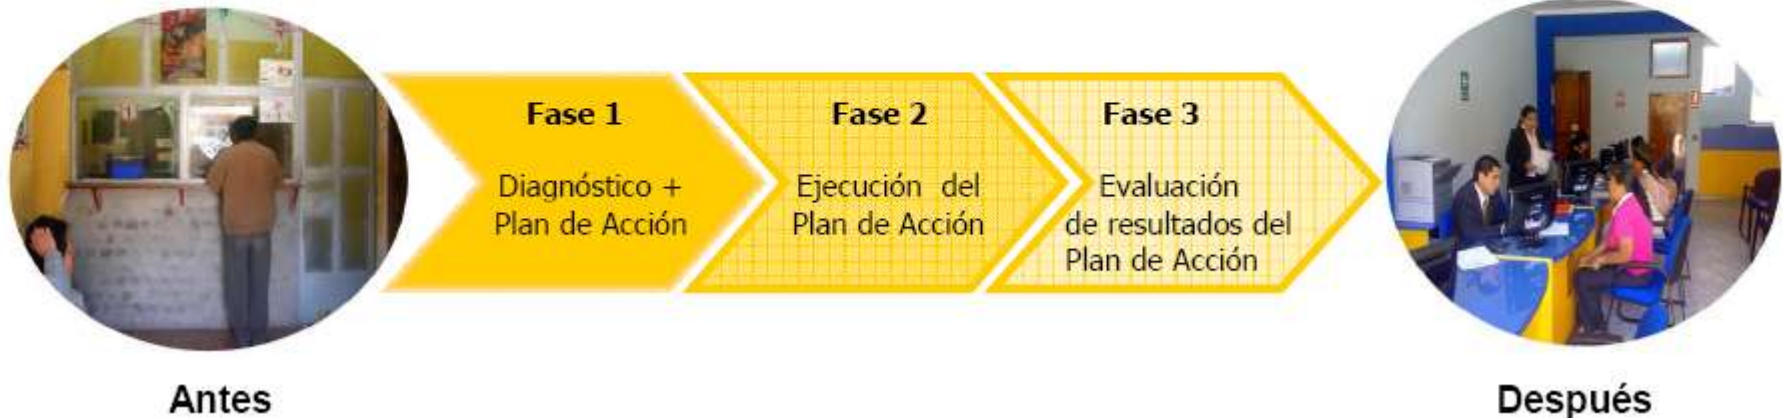 Fase 1
Diagnóstico +
Plan de Acción
Fase 2
Ejecución del
Plan de Acción
Fase 3
Evaluación
de resultados del
Plan de Acción
Antes
Después